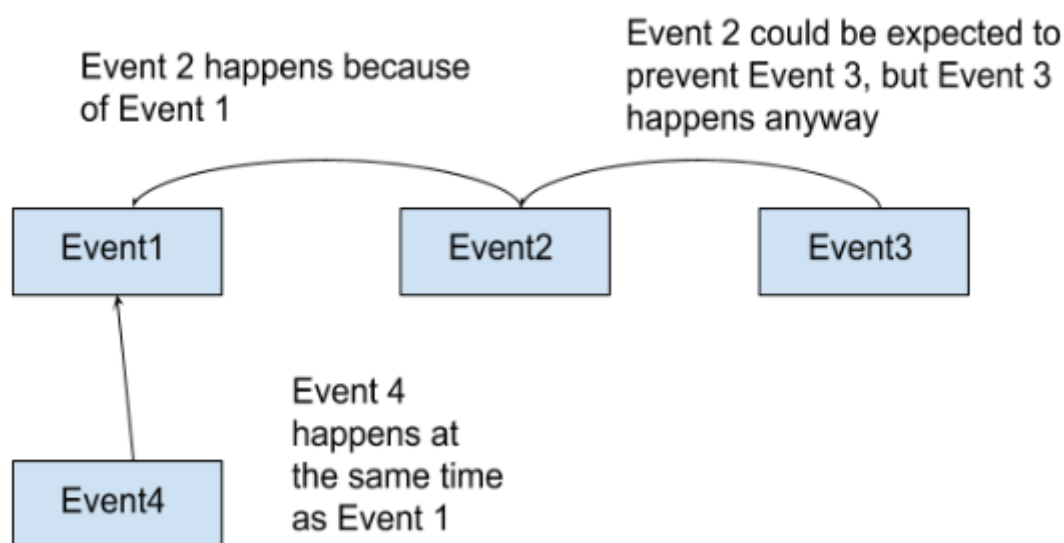 Event 2 happens because
of Event 1
Event 2 could be expected to
prevent Event 3, but Event 3
happens anyway
Event1
Event2
Event3
Event 4
happens at
the same time
as Event 1
Event4